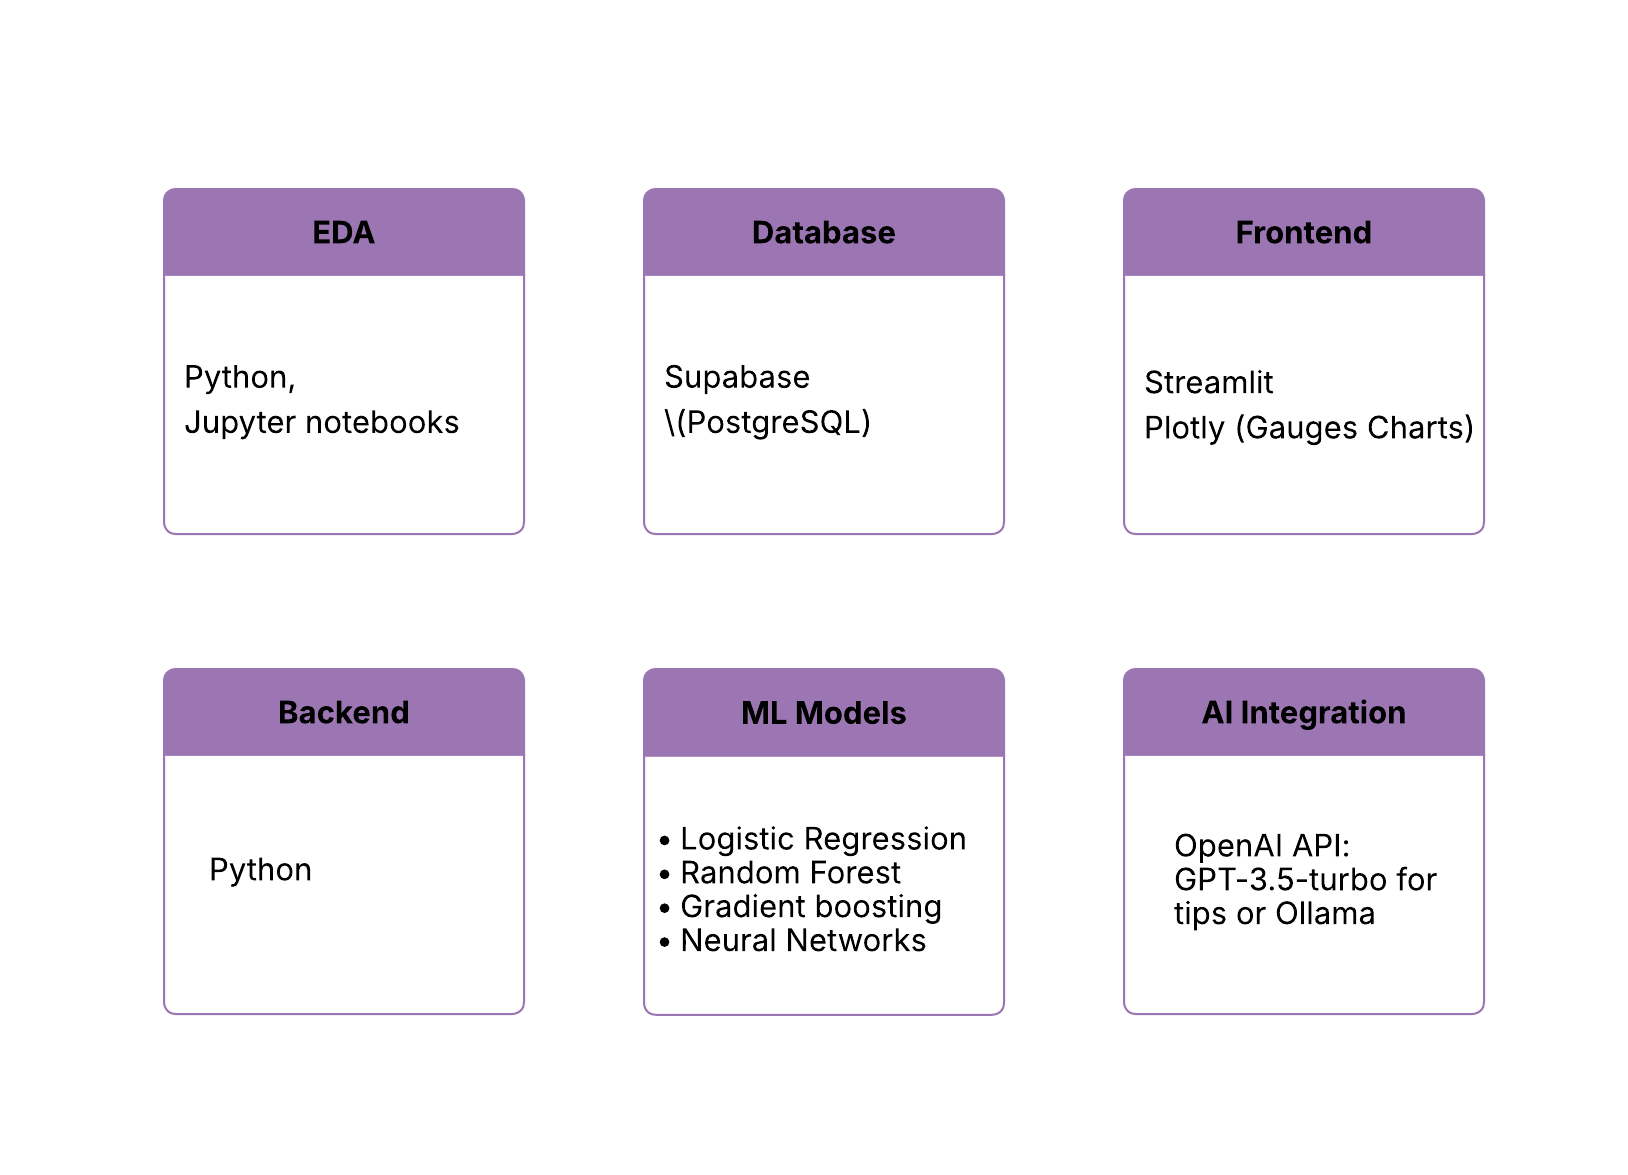 EDA
Python,
Jupyter notebooks
Database
Supabase
\(PostgreSQL)
Frontend
Streamlit
Plotly (Gauges Charts)
Backend
Python
ML Models
• Logistic Regression
• Random Forest
• Gradient boosting
• Neural Networks
AI Integration
OpenAI API:
GPT-3.5-turbo for
tips or Ollama